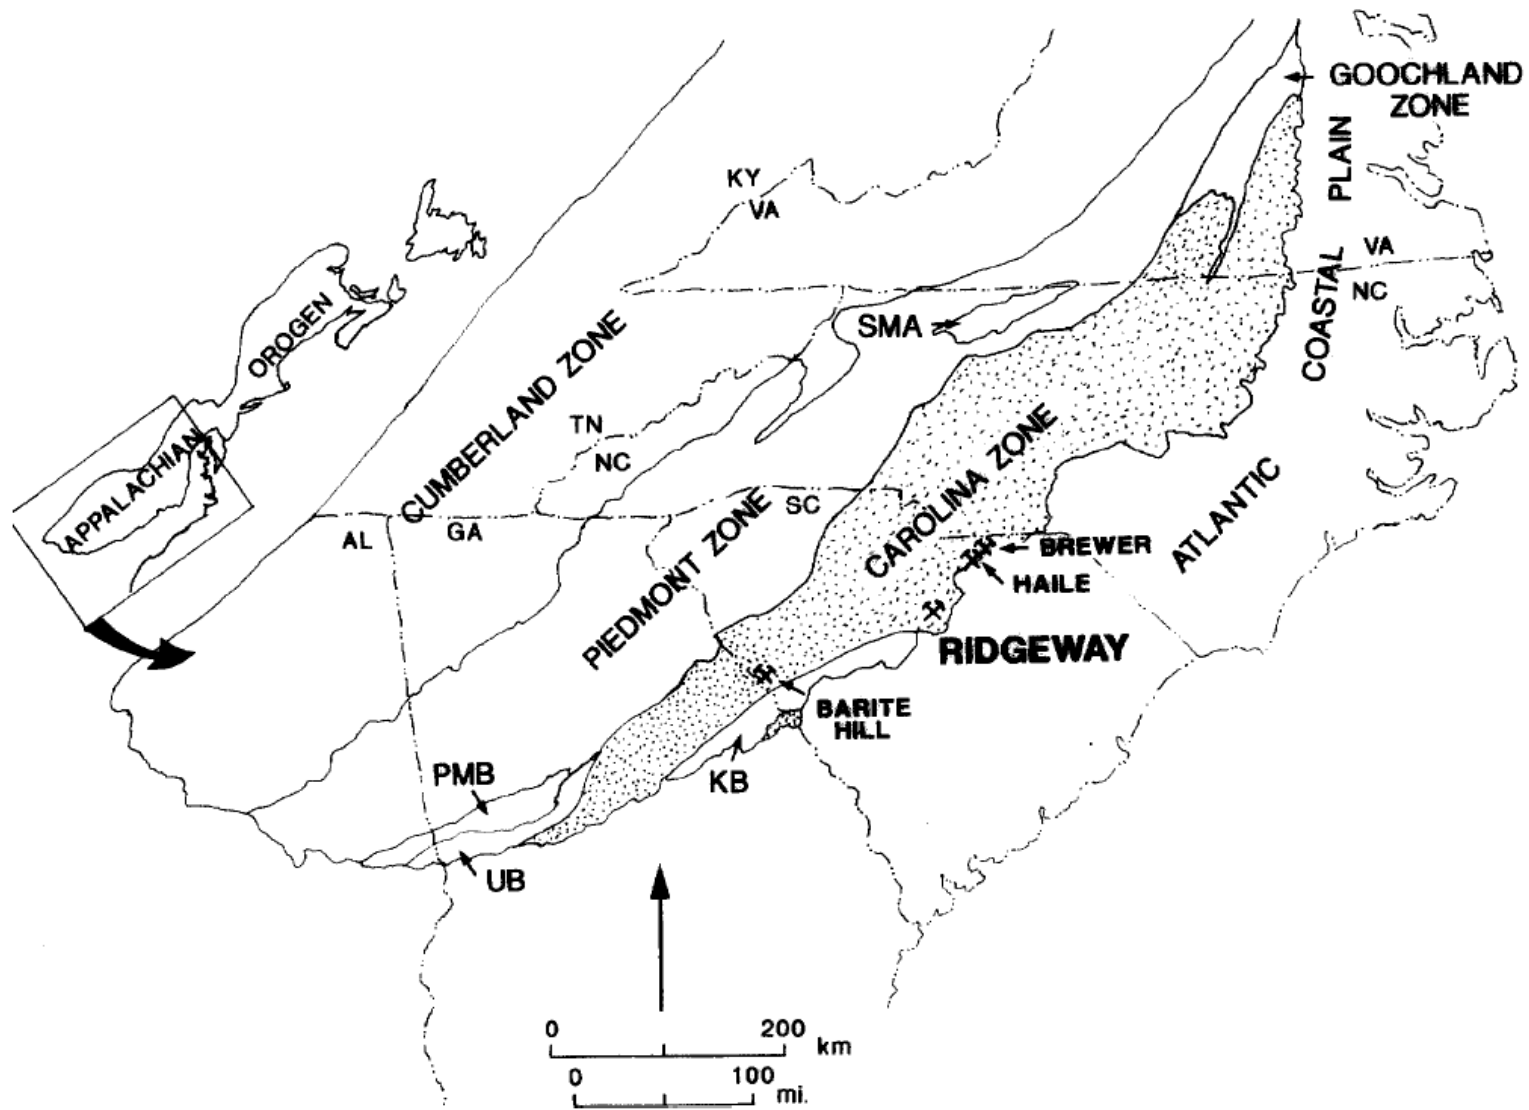 GOOCHLAND
ZONE
COASTAL PLAIN
KY
VA
VA
NC
OROGEN
APPALACHIAN
SMA
CUMBERLAND ZONE
TN
NC
CAROLINA ZONE
SC
AL
GA
PIEDMONT ZONE
ATLANTIC
BREWER
HAILE
RIDGEWAY
BARITE
HILL
PMB
KB
UB
0 200
km
0 100
mi.